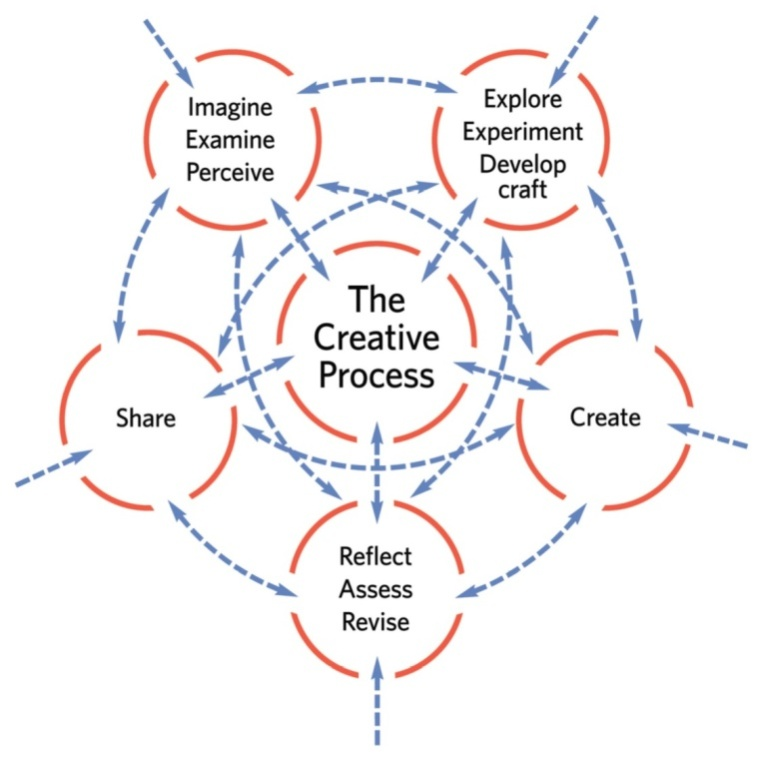 Imagine
Examine
Perceive
Explore
Experiment
Develop
craft
The
Creative
Process
Share
Create
Reflect
Assess
Revise